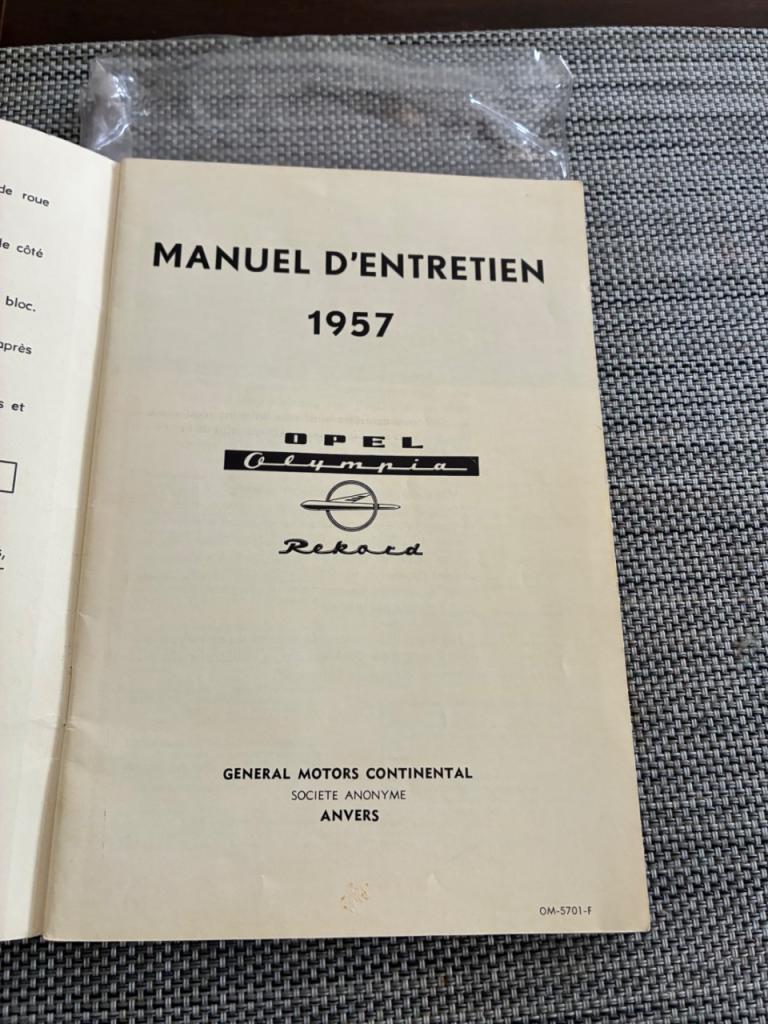 de roue
le côté
bloc.
après
s et
MANUEL D'ENTRETIEN
1957
OPEL
Olympia
Rekord
GENERAL MOTORS CONTINENTAL
SOCIETE ANONYME
ANVERS
OM-5701-F